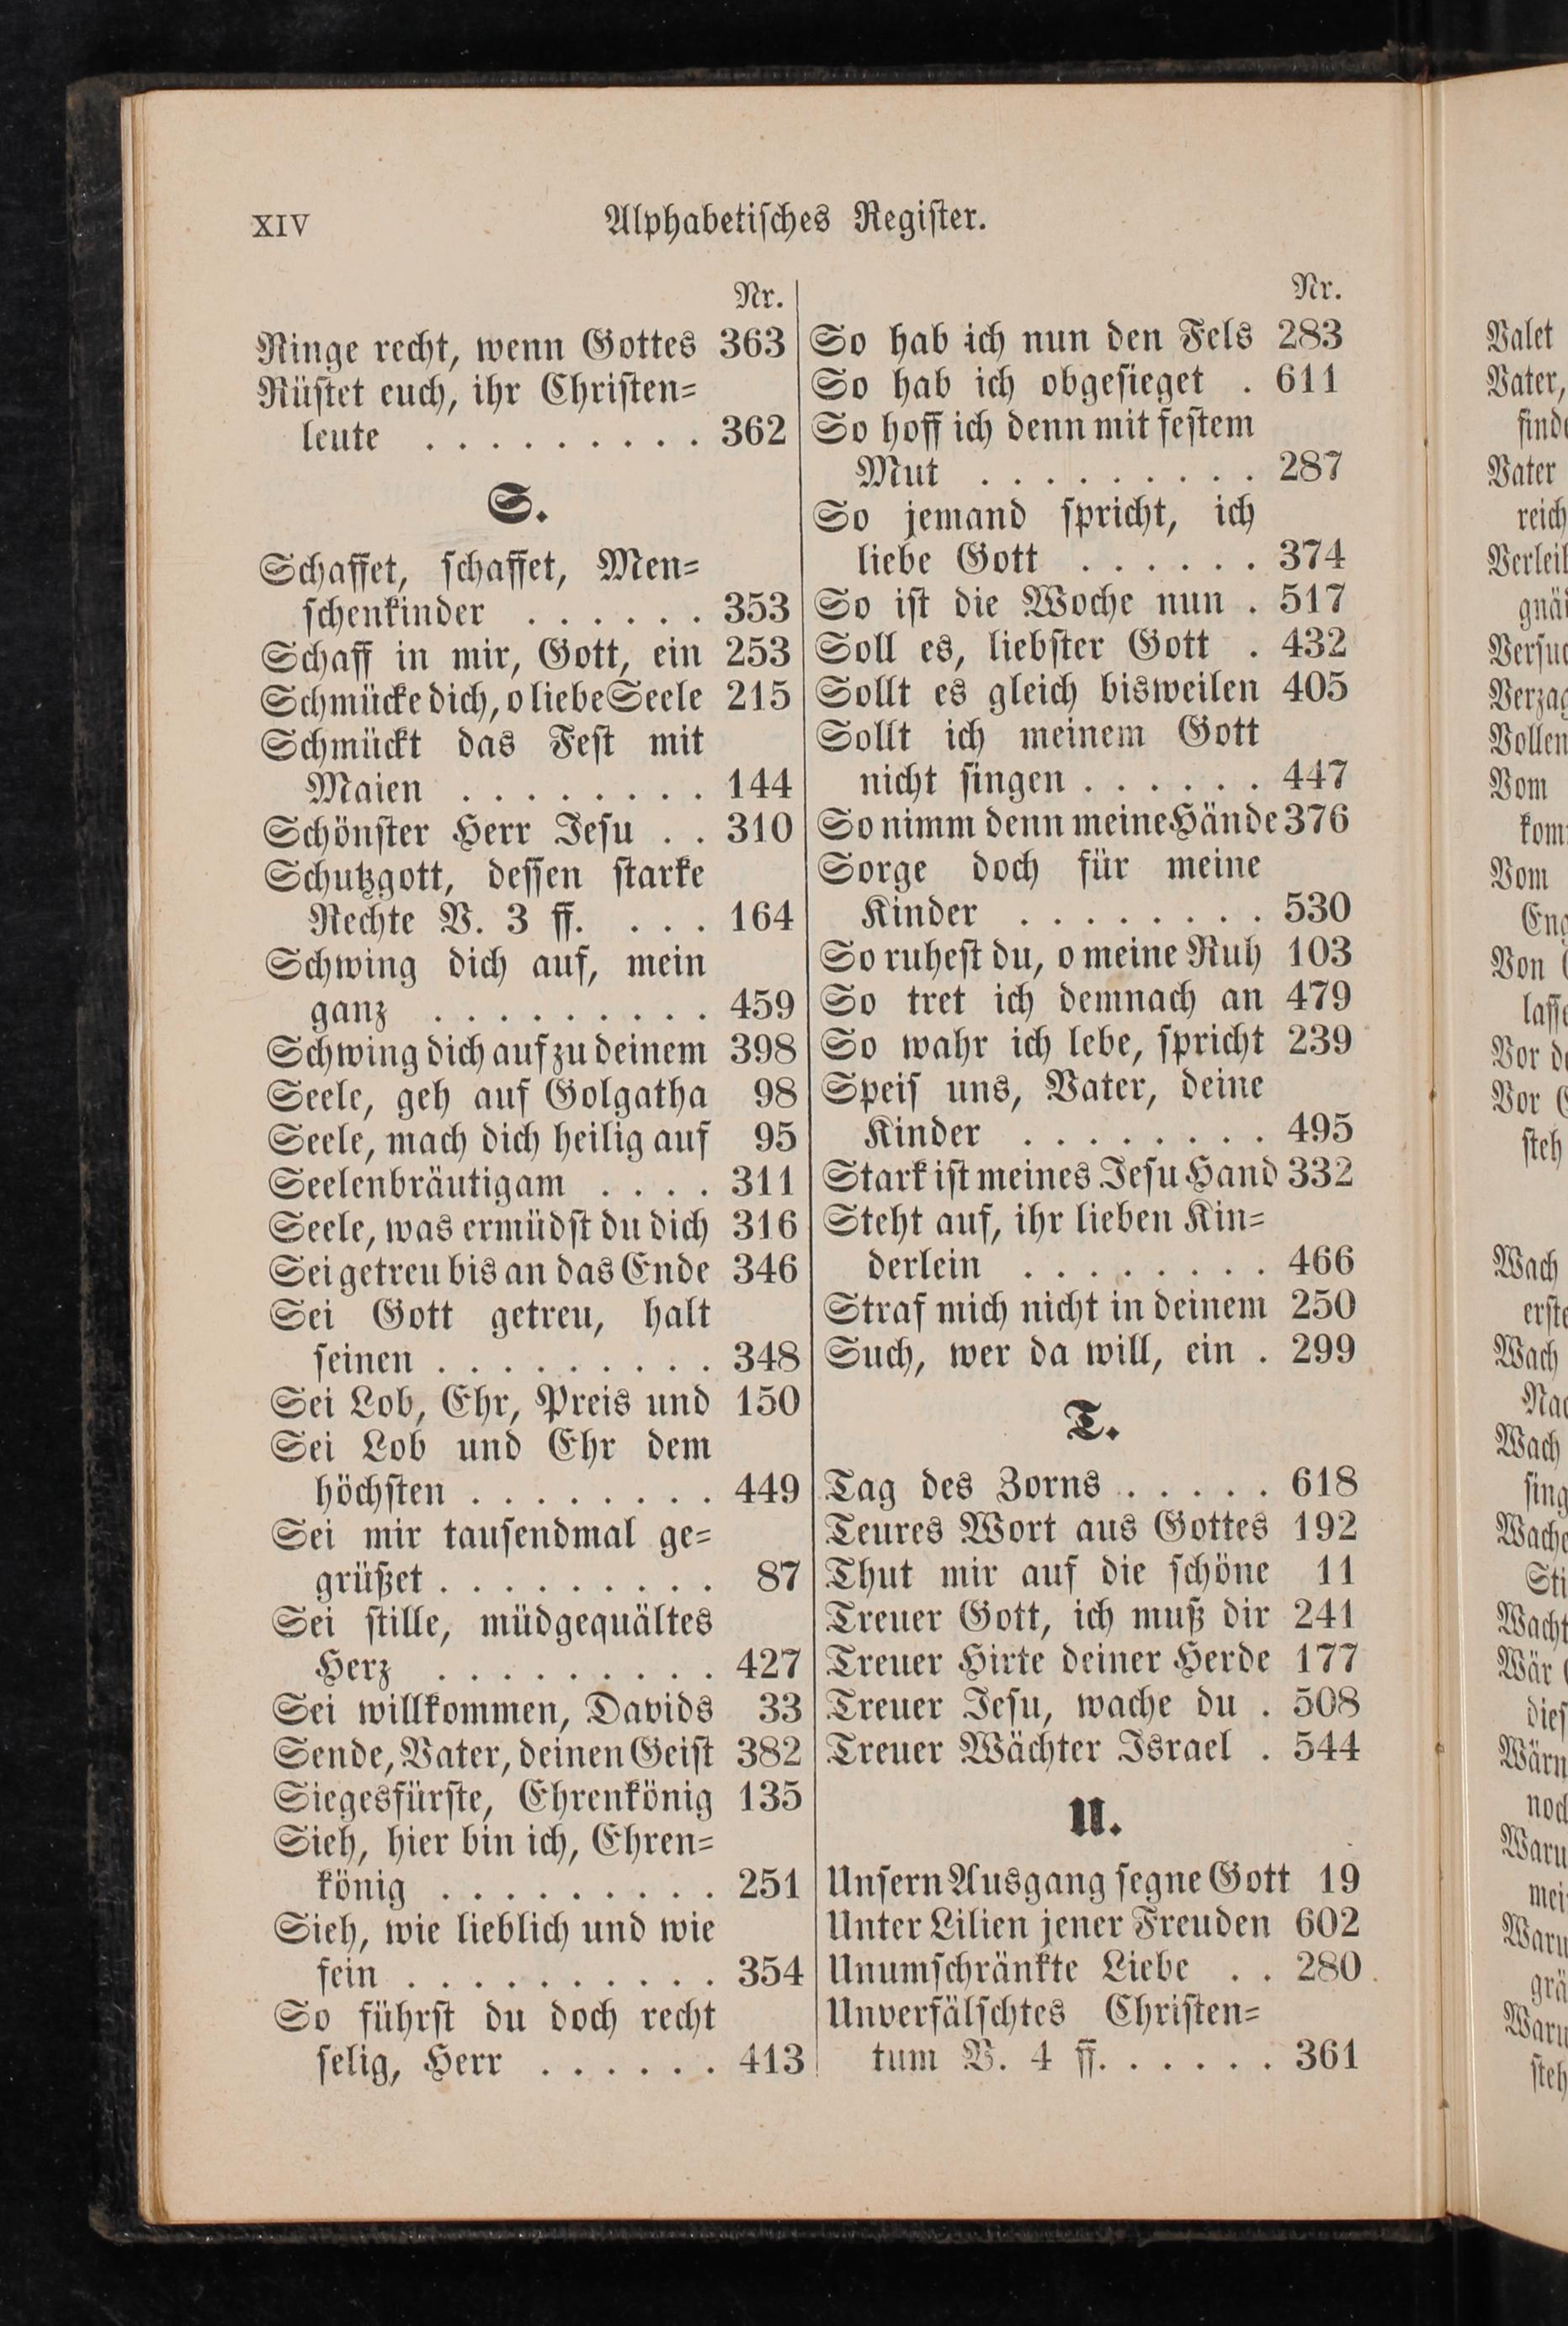 XIV
Alphabetisches Register.
Nr.
Ringe recht, wenn Gottes 363
Rüstet euch, ihr Christen=
leute . . . . . . . . . 362
S.
Schaffet, schaffet, Men=
schenkinder . . . . . . 353
Schaff in mir, Gott, ein 253
Schmücke dich, o liebe Seele 215
Schmückt das Fest mit
Maien . . . . . . . . 144
Schönster Herr Jesu . . 310
Schutzgott, dessen starke
Rechte V. 3 ff. . . . 164
Schwing dich auf, mein
ganz . . . . . . . . . 459
Schwing dich auf zu deinem 398
Seele, geh auf Golgatha 98
Seele, mach dich heilig auf 95
Seelenbräutigam . . . . 311
Seele, was ermüdst du dich 316
Sei getreu bis an das Ende 346
Sei Gott getreu, halt
seinen . . . . . . . . . 348
Sei Lob, Ehr, Preis und 150
Sei Lob und Ehr dem
höchsten . . . . . . . . 449
Sei mir tausendmal ge=
grüßet . . . . . . . . . 87
Sei stille, müdgequältes
Herz . . . . . . . . . 427
Sei willkommen, Davids 33
Sende, Vater, deinen Geist 382
Siegesfürste, Ehrenkönig 135
Sieh, hier bin ich, Ehren=
könig . . . . . . . . . 251
Sieh, wie lieblich und wie
fein . . . . . . . . . . 354
So führst du doch recht
selig, Herr . . . . . . 413
Nr.
So hab ich nun den Fels 283
So hab ich obgesieget . 611
So hoff ich denn mit festem
Mut . . . . . . . . . 287
So jemand spricht, ich
liebe Gott . . . . . . 374
So ist die Woche nun . 517
Soll es, liebster Gott . 432
Sollt es gleich bisweilen 405
Sollt ich meinem Gott
nicht singen . . . . . . 447
So nimm denn meine Hände 376
Sorge doch für meine
Kinder . . . . . . . . 530
So ruhest du, o meine Ruh 103
So tret ich demnach an 479
So wahr ich lebe, spricht 239
Speis uns, Vater, deine
Kinder . . . . . . . . 495
Stark ist meines Jesu Hand 332
Steht auf, ihr lieben Kin=
derlein . . . . . . . . 466
Straf mich nicht in deinem 250
Such, wer da will, ein . 299
T.
Tag des Zorns . . . . . 618
Teures Wort aus Gottes 192
Thut mir auf die schöne 11
Treuer Gott, ich muß dir 241
Treuer Hirte deiner Herde 177
Treuer Jesu, wache du . 508
Treuer Wächter Israel . 544
U.
Unsern Ausgang segne Gott 19
Unter Lilien jener Freuden 602
Unumschränkte Liebe . . 280
Unverfälschtes Christen=
tum V. 4 ff. . . . . . 361
Valet
Vater,
Vater
reich
Vom
Vom
Von
Vor
steh
Wach
Wach
Wach
Wär